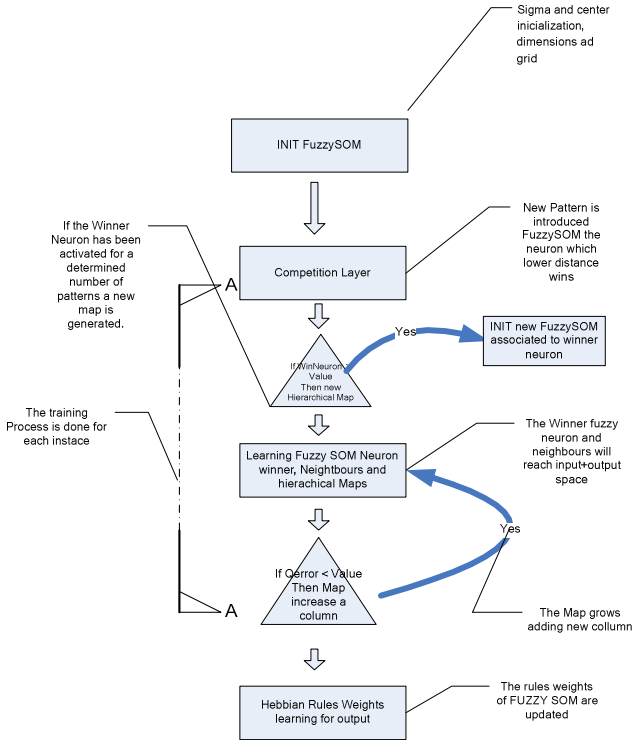 Sigma and center
inicialization,
dimensions ad
grid
INIT FuzzySOM
If the Winner
Neuron has been
activated for a
determined
number of
patterns a new
map is
generated.
New Pattern is
introduced
FuzzySOM the
neuron which
lower distance
wins
A
Competition Layer
Yes
INIT new FuzzySOM
associated to winner
neuron
If WinNeuron >
Value
Then new
Hierarchical Map
The training
Process is done for
each instace
Learning Fuzzy SOM Neuron
winner, Neightbours and
hierachical Maps
The Winner fuzzy
neuron and
neighbours will
reach input+output
space
Yes
If Qerror < Value
Then Map
increase a
column
A
The Map grows
adding new collumn
Hebbian Rules Weights
learning for output
The rules weights
of FUZZY SOM are
updated